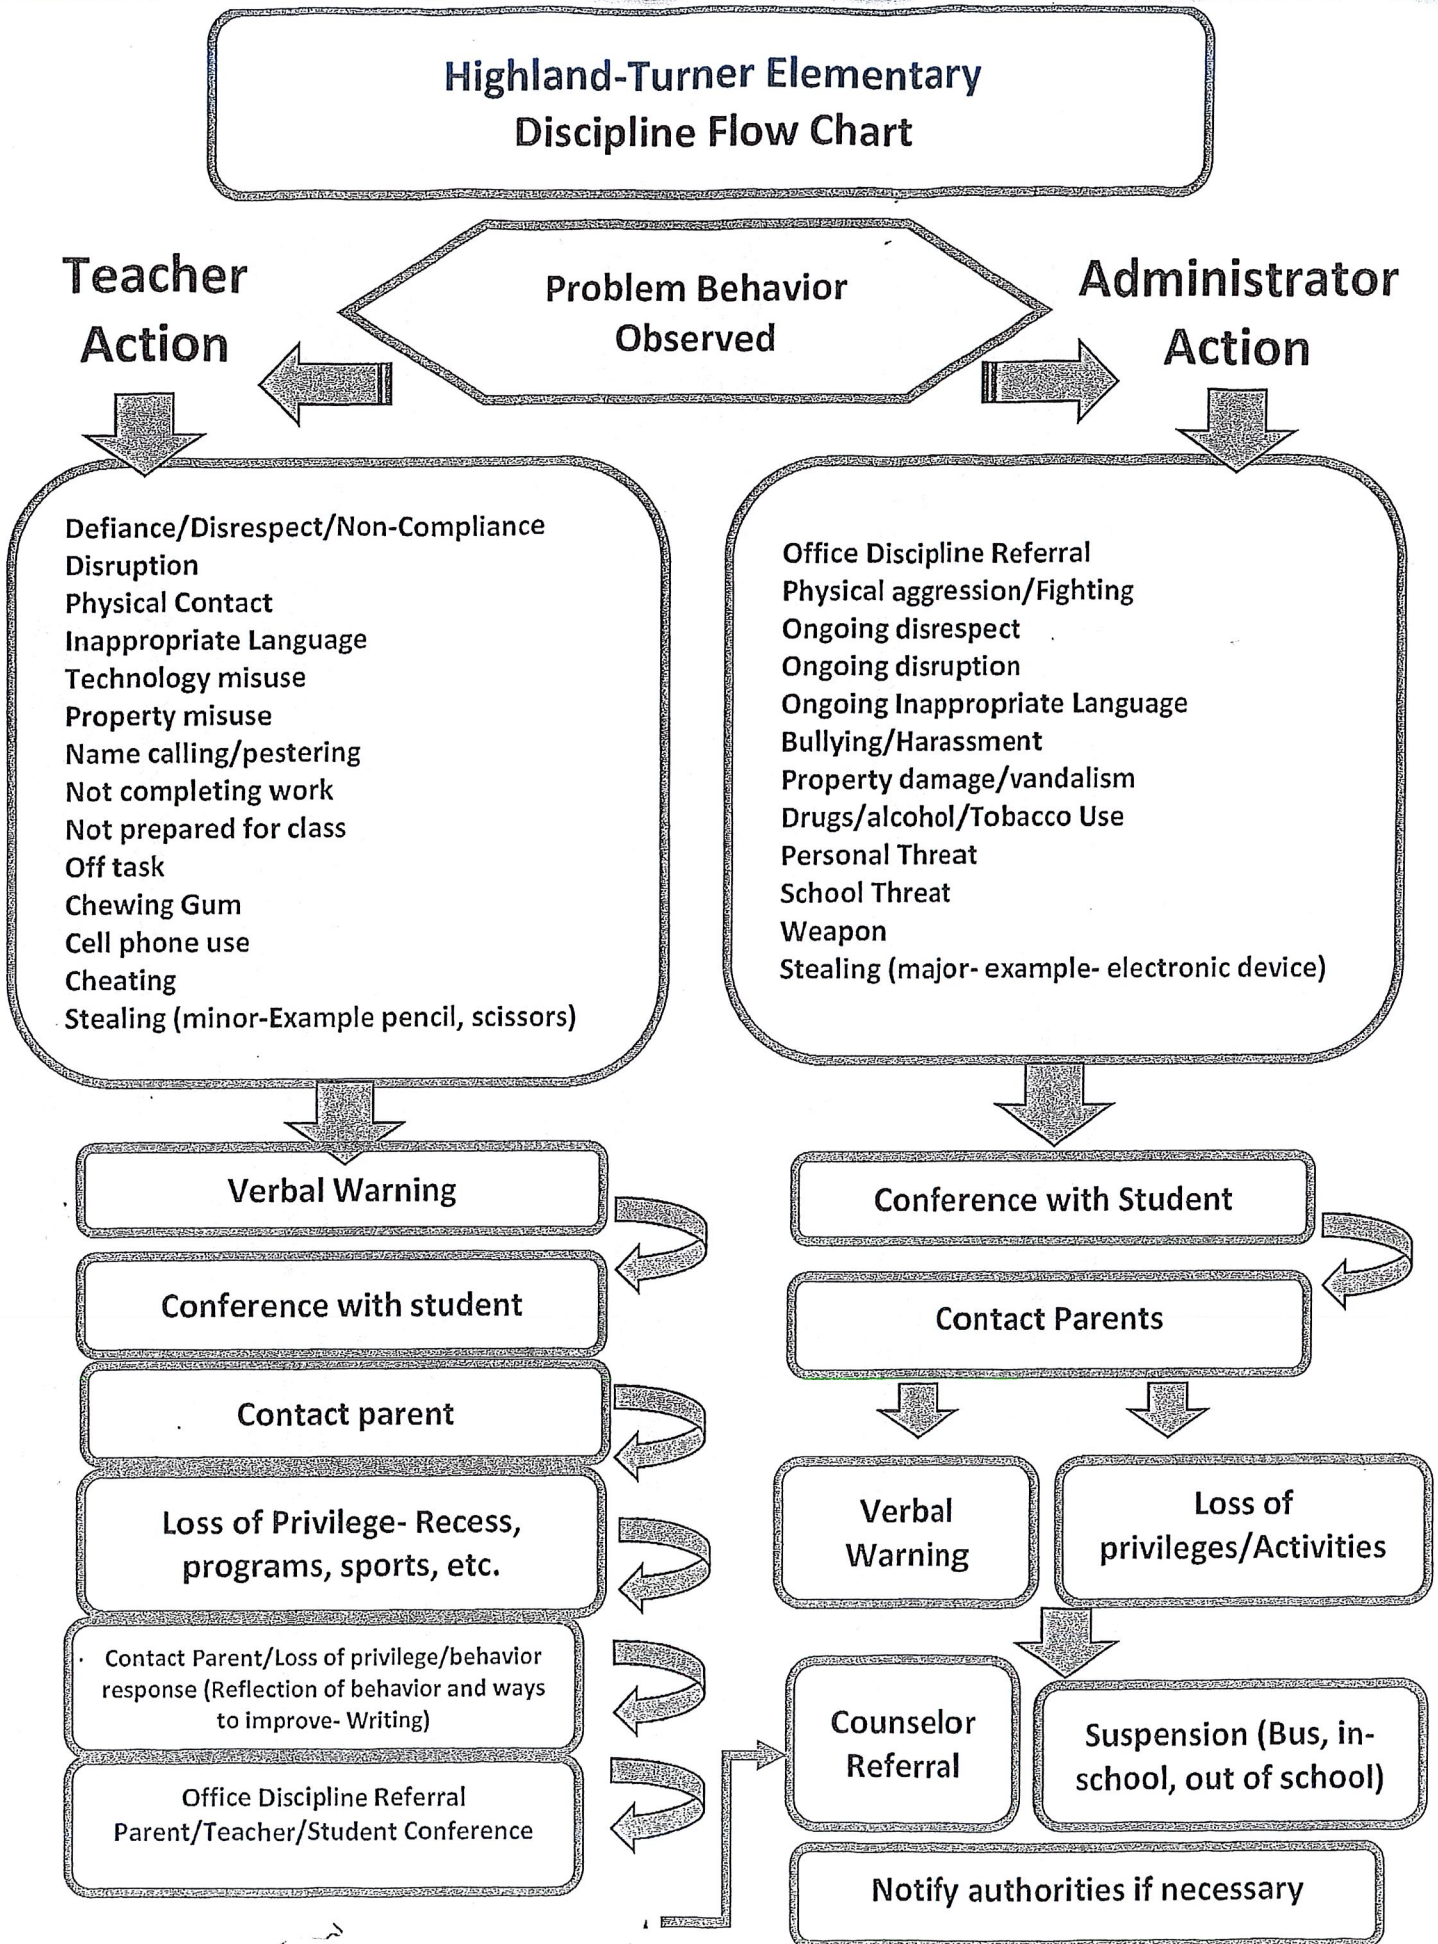 Highland-Turner Elementary
Discipline Flow Chart
Problem Behavior
Observed
Teacher
Action
Administrator
Action
Defiance/Disrespect/Non-Compliance
Disruption
Physical Contact
Inappropriate Language
Technology misuse
Property misuse
Name calling/pestering
Not completing work
Not prepared for class
Off task
Chewing Gum
Cell phone use
Cheating
Stealing (minor-Example pencil, scissors)
Office Discipline Referral
Physical aggression/Fighting
Ongoing disrespect
Ongoing disruption
Ongoing Inappropriate Language
Bullying/Harassment
Property damage/vandalism
Drugs/alcohol/Tobacco Use
Personal Threat
School Threat
Weapon
Stealing (major- example- electronic device)
Verbal Warning
Conference with student
Contact parent
Loss of Privilege- Recess,
programs, sports, etc.
Contact Parent/Loss of privilege/behavior
response (Reflection of behavior and ways
to improve- Writing)
Office Discipline Referral
Parent/Teacher/Student Conference
Conference with Student
Contact Parents
Verbal
Warning
Loss of
privileges/Activities
Counselor
Referral
Suspension (Bus, in-
school, out of school)
Notify authorities if necessary